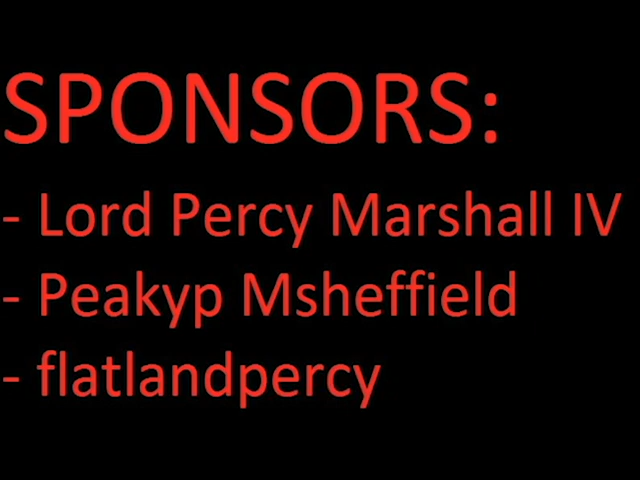 SPONSORS:
- Lord Percy Marshall IV
- Peakyp Msheffield
- flatlandpercy